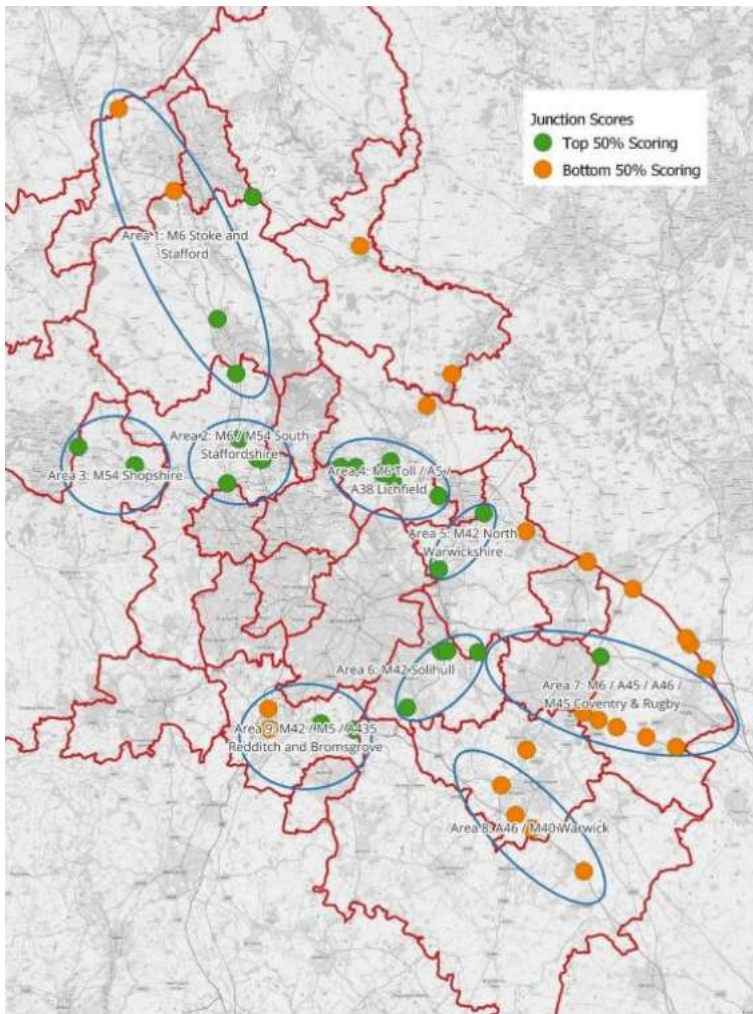 Junction Scores
Top 50% Scoring
Bottom 50% Scoring
Area 1: M6 Stoke and
Stafford
Area 2: M6 / M54 South
Staffordshire
Area 3: M54 Shopshire
Area 4: M6 Toll / A5 /
A38 Lichfield
Area 5: M42 North
Warwickshire
Area 6: M42 Solihull
Area 7: M6 / A45 / A46 /
M45 Coventry & Rugby
Area 9: M42 / M5 / A435
Redditch and Bromsgrove
Area 8: A46 / M40 Warwick